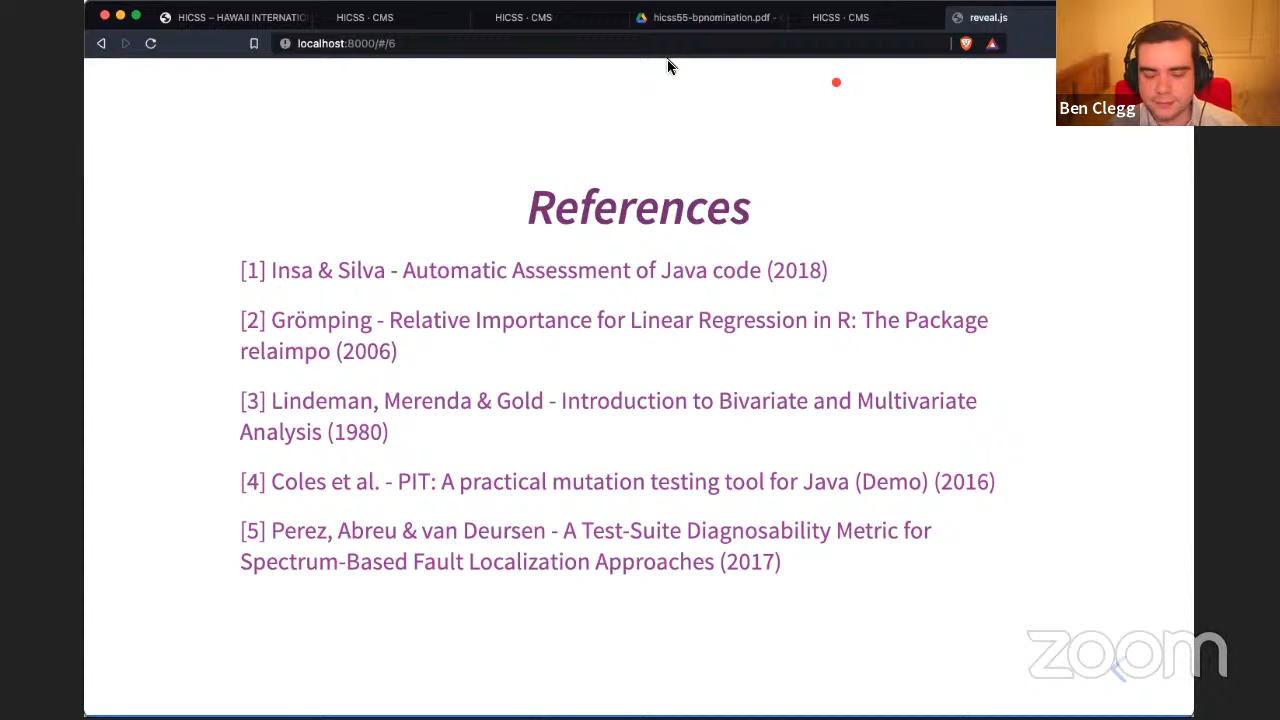 HICSS – HAWAII INTERNATIO
HICSS · CMS
HICSS · CMS
hicss55-bpnomination.pdf -
HICSS · CMS
reveal.js
localhost:8000/#/6
Ben Clegg
References
[1] Insa & Silva - Automatic Assessment of Java code (2018)
[2] Grömping - Relative Importance for Linear Regression in R: The Package
relaimpo (2006)
[3] Lindeman, Merenda & Gold - Introduction to Bivariate and Multivariate
Analysis (1980)
[4] Coles et al. - PIT: A practical mutation testing tool for Java (Demo) (2016)
[5] Perez, Abreu & van Deursen - A Test-Suite Diagnosability Metric for
Spectrum-Based Fault Localization Approaches (2017)
zoom